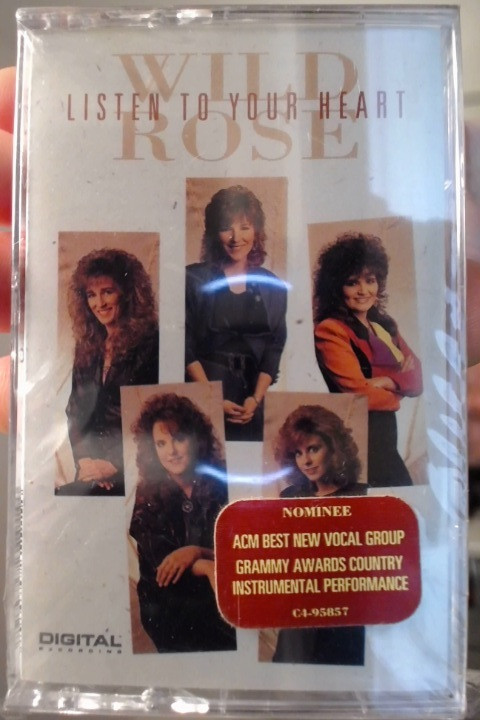 WILD
LISTEN TO YOUR HEART
ROSE
NOMINEE
ACM BEST NEW VOCAL GROUP
GRAMMY AWARDS COUNTRY
INSTRUMENTAL PERFORMANCE
C4-95857
DIGITAL
RECORDING